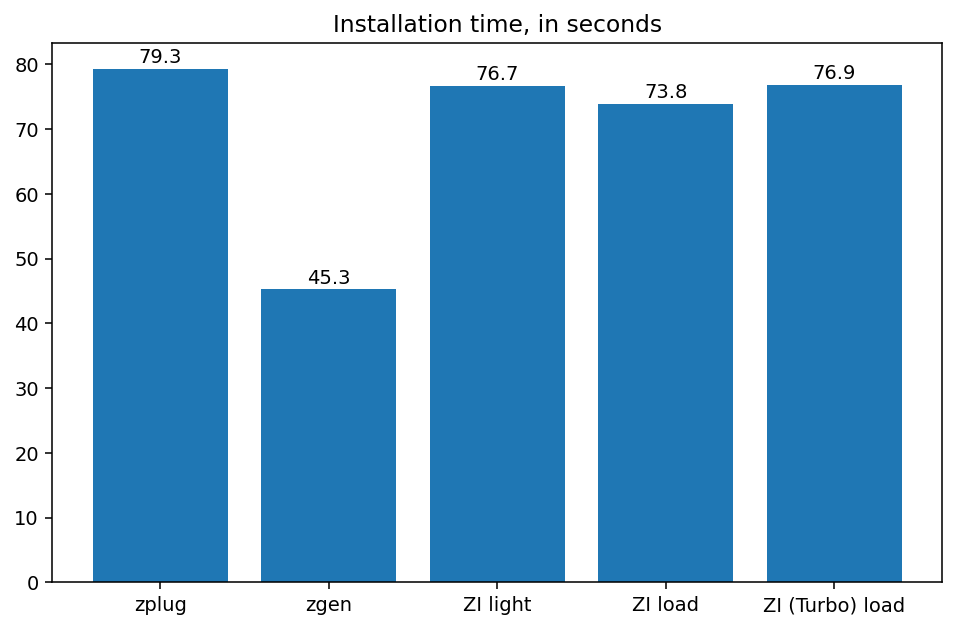 Installation time, in seconds
80
70
60
50
40
30
20
10
0
79.3
45.3
76.7
73.8
76.9
zplug
zgen
ZI light
ZI load
ZI (Turbo) load